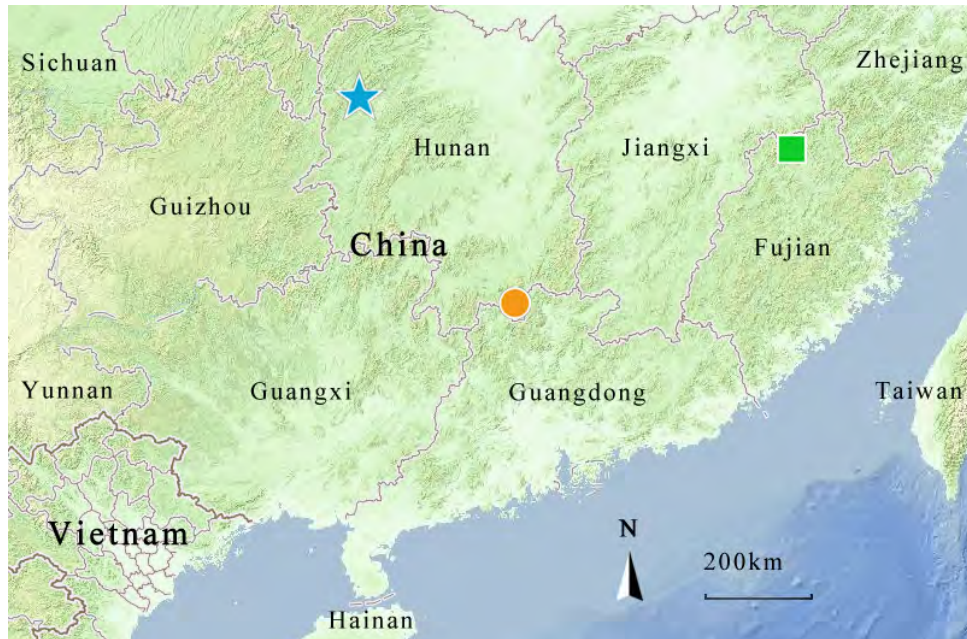 Sichuan
Zhejiang
Hunan
Jiangxi
Guizhou
China
Fujian
Yunnan
Guangxi
Guangdong
Taiwan
Vietnam
N
200km
Hainan